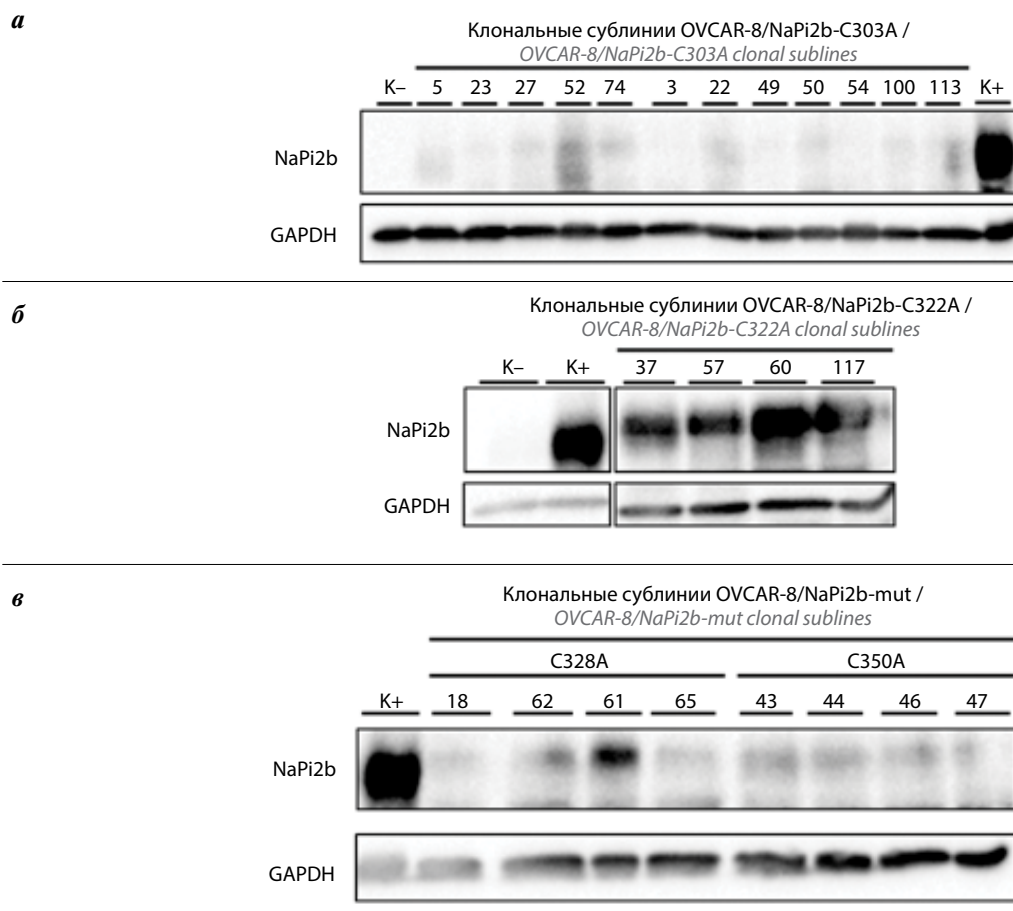 а
Клональные сублинии OVCAR-8/NaPi2b-C303A /
OVCAR-8/NaPi2b-C303A clonal sublines
K– 5 23 27 52 74 3 22 49 50 54 100 113 K+
NaPi2b
GAPDH
б
Клональные сублинии OVCAR-8/NaPi2b-C322A /
OVCAR-8/NaPi2b-C322A clonal sublines
K– K+ 37 57 60 117
NaPi2b
GAPDH
в
Клональные сублинии OVCAR-8/NaPi2b-mut /
OVCAR-8/NaPi2b-mut clonal sublines
C328A C350A
K+ 18 62 61 65 43 44 46 47
NaPi2b
GAPDH